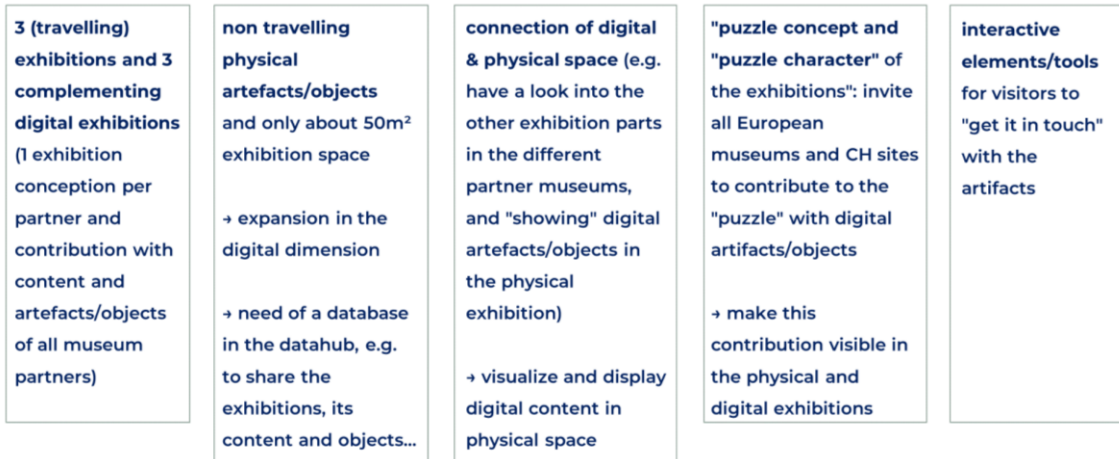 3 (travelling)
exhibitions and 3
complementing
digital exhibitions
(1 exhibition
conception per
partner and
contribution with
content and
artefacts/objects
of all museum
partners)
non travelling
physical
artefacts/objects
and only about 50m²
exhibition space
→ expansion in the
digital dimension
→ need of a database
in the datahub, e.g.
to share the
exhibitions, its
content and objects...
connection of digital
& physical space (e.g.
have a look into the
other exhibition parts
in the different
partner museums,
and "showing" digital
artefacts/objects in
the physical
exhibition)
→ visualize and display
digital content in
physical space
"puzzle concept and
"puzzle character" of
the exhibitions": invite
all European
museums and CH sites
to contribute to the
"puzzle" with digital
artifacts/objects
→ make this
contribution visible in
the physical and
digital exhibitions
interactive
elements/tools
for visitors to
"get it in touch"
with the
artifacts